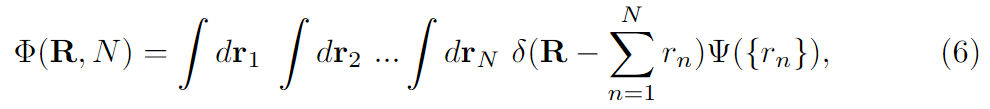 Φ(R, N) = ∫ dr₁ ∫ dr₂ ... ∫ dr_N δ(R − ∑_{n=1}^{N} r_n)Ψ({r_n}), (6)